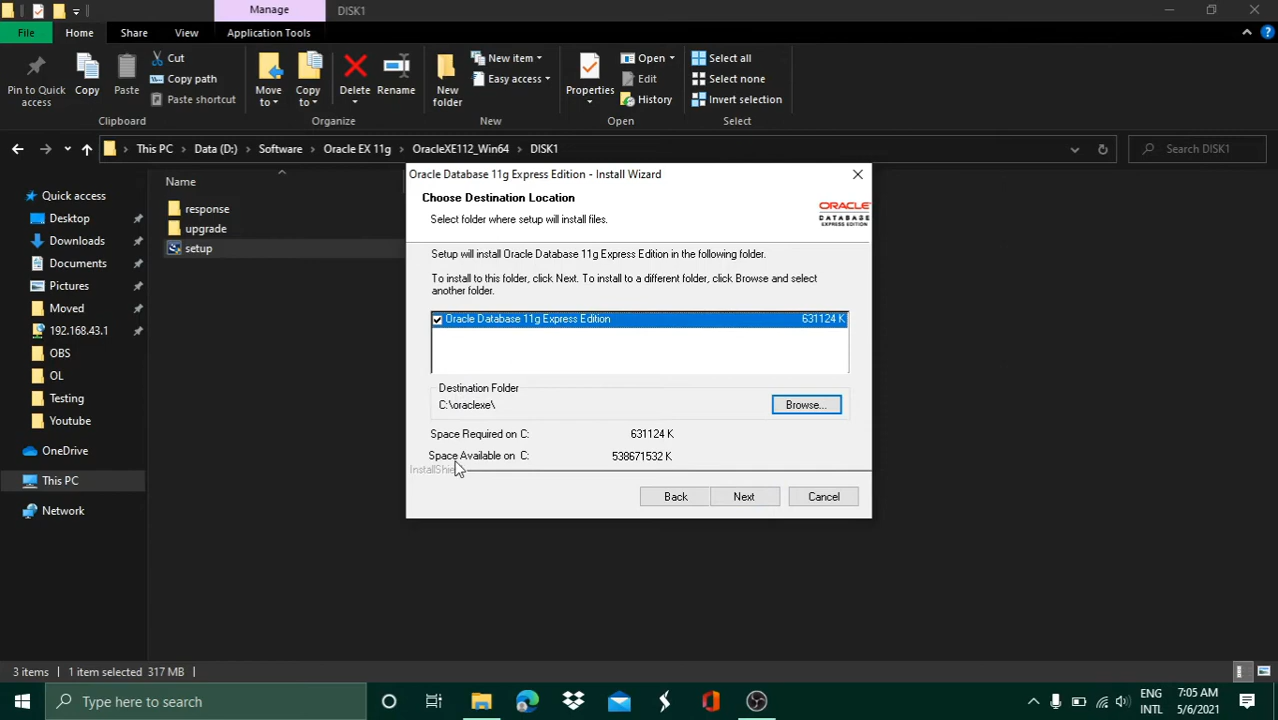 Manage
DISK1
File
Home
Share
View
Application Tools
Pin to Quick
access
Copy
Paste
Cut
Copy path
Paste shortcut
Move
to
Copy
to
Delete
Rename
New
folder
New item
Easy access
Properties
Open
Edit
History
Select all
Select none
Invert selection
Clipboard
Organize
New
Open
Select
This PC
Data (D:)
Software
Oracle EX 11g
OracleXE112_Win64
DISK1
Search DISK1
Quick access
Desktop
Downloads
Documents
Pictures
Moved
192.168.43.1
OBS
OL
Testing
Youtube
OneDrive
This PC
Network
Name
response
upgrade
setup
Oracle Database 11g Express Edition - Install Wizard
Choose Destination Location
Select folder where setup will install files.
ORACLE
DATABASE
EXPRESS EDITION
Setup will install Oracle Database 11g Express Edition in the following folder.
To install to this folder, click Next. To install to a different folder, click Browse and select
another folder.
Oracle Database 11g Express Edition 631124 K
Destination Folder
C:\oraclexe\
Browse...
Space Required on C: 631124 K
Space Available on C: 538671532 K
Back
Next
Cancel
3 items
1 item selected 317 MB
Type here to search
ENG
INTL
7:05 AM
5/6/2021